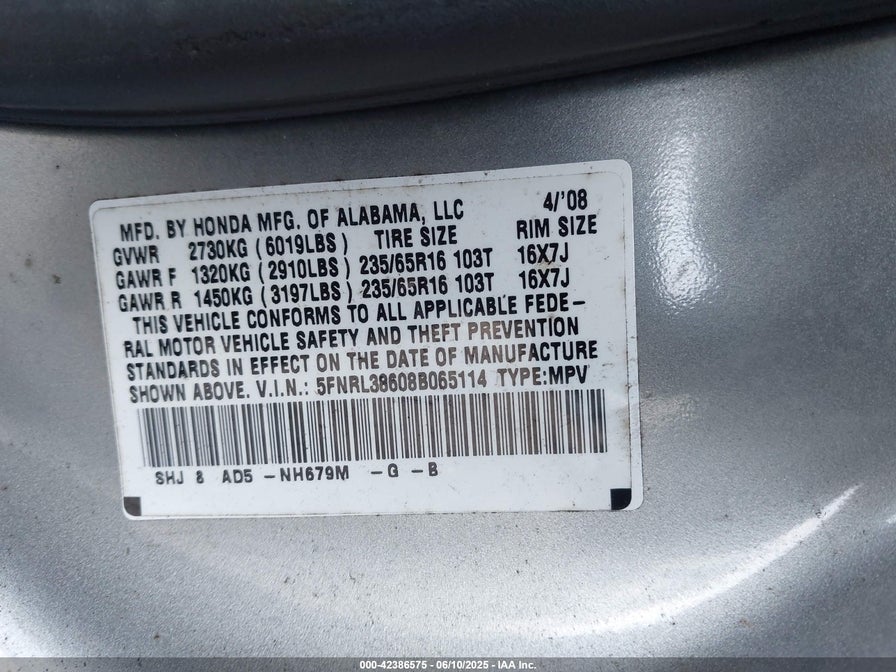 MFD. BY HONDA MFG. OF ALABAMA, LLC 4/'08
GVWR 2730KG (6019LBS) TIRE SIZE RIM SIZE
GAWR F 1320KG (2910LBS) 235/65R16 103T 16X7J
GAWR R 1450KG (3197LBS) 235/65R16 103T 16X7J
THIS VEHICLE CONFORMS TO ALL APPLICABLE FEDE-
RAL MOTOR VEHICLE SAFETY AND THEFT PREVENTION
STANDARDS IN EFFECT ON THE DATE OF MANUFACTURE
SHOWN ABOVE. V.I.N.: 5FNRL38608B065114 TYPE:MPV
SHJ 8 AD5 -NH679M -G -B
000-42386575 - 06/10/2025 - IAA Inc.